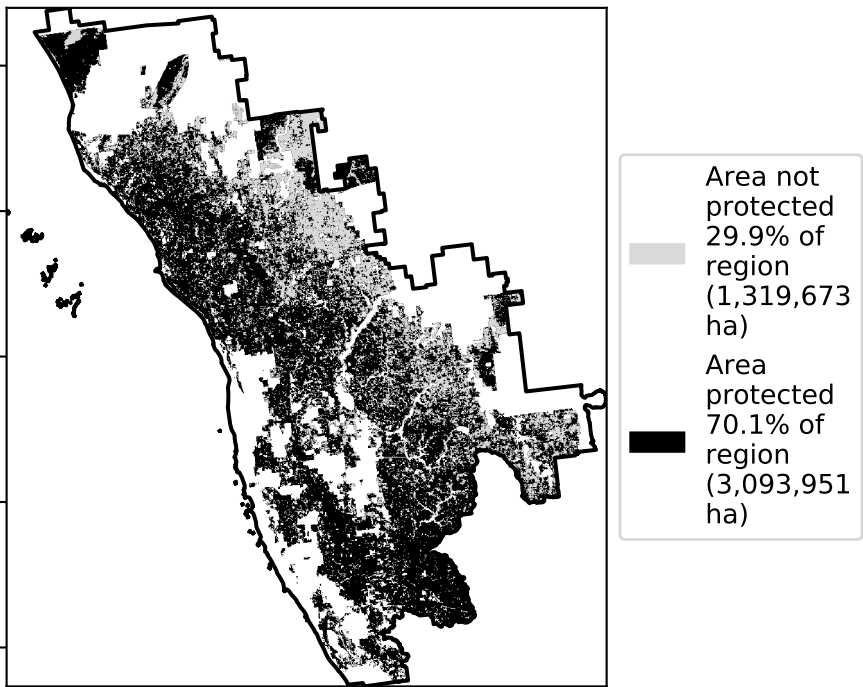 Area not
protected
29.9% of
region
(1,319,673
ha)
Area
protected
70.1% of
region
(3,093,951
ha)